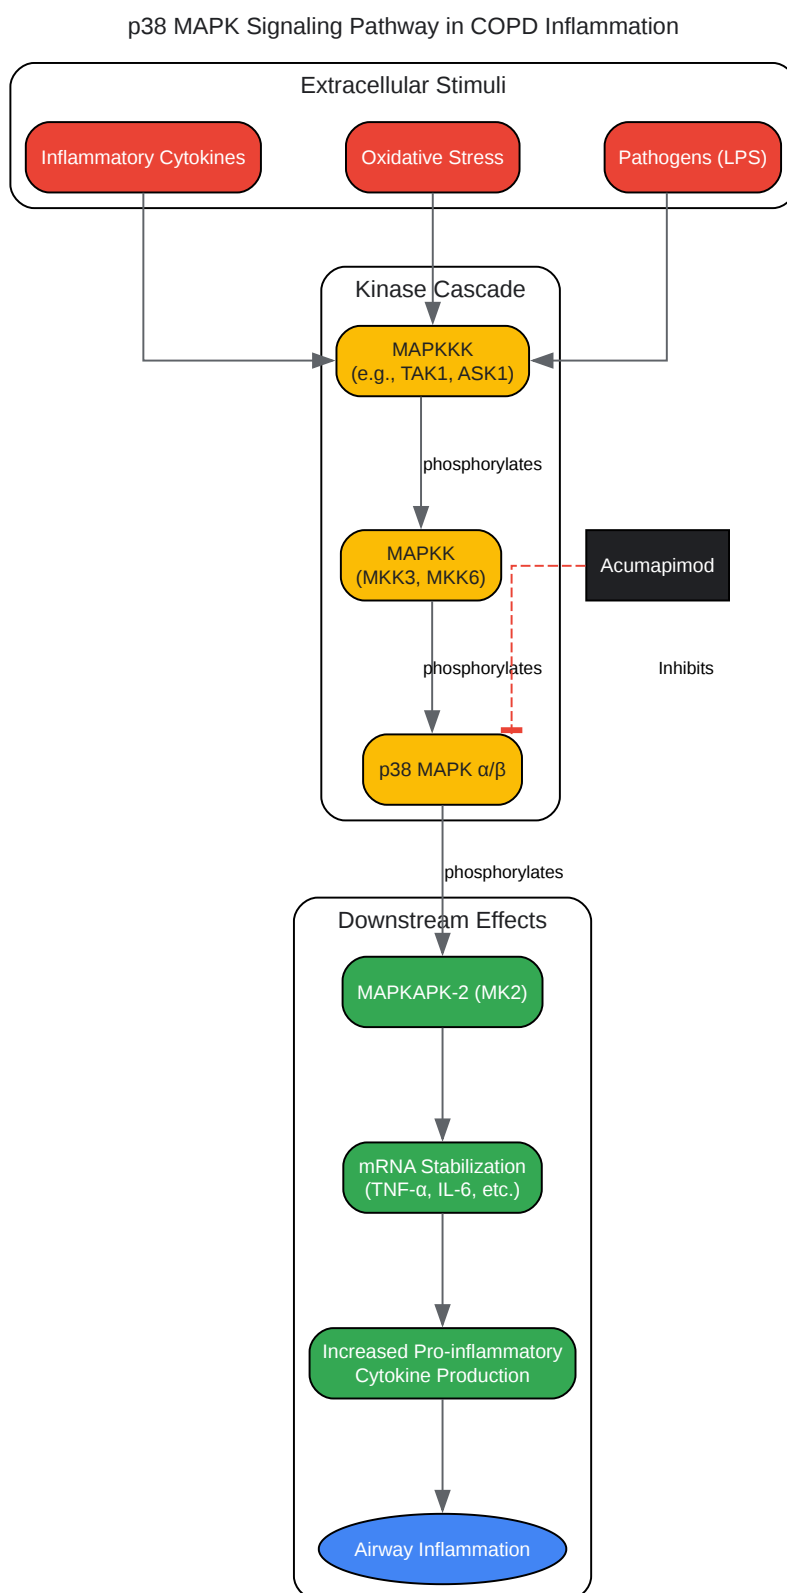 p38 MAPK Signaling Pathway in COPD Inflammation
Extracellular Stimuli
Inflammatory Cytokines
Oxidative Stress
Pathogens (LPS)
Kinase Cascade
MAPKKK
(e.g., TAK1, ASK1)
phosphorylates
MAPKK
(MKK3, MKK6)
Acumapimod
phosphorylates
Inhibits
p38 MAPK α/β
phosphorylates
Downstream Effects
MAPKAPK-2 (MK2)
mRNA Stabilization
(TNF-α, IL-6, etc.)
Increased Pro-inflammatory
Cytokine Production
Airway Inflammation